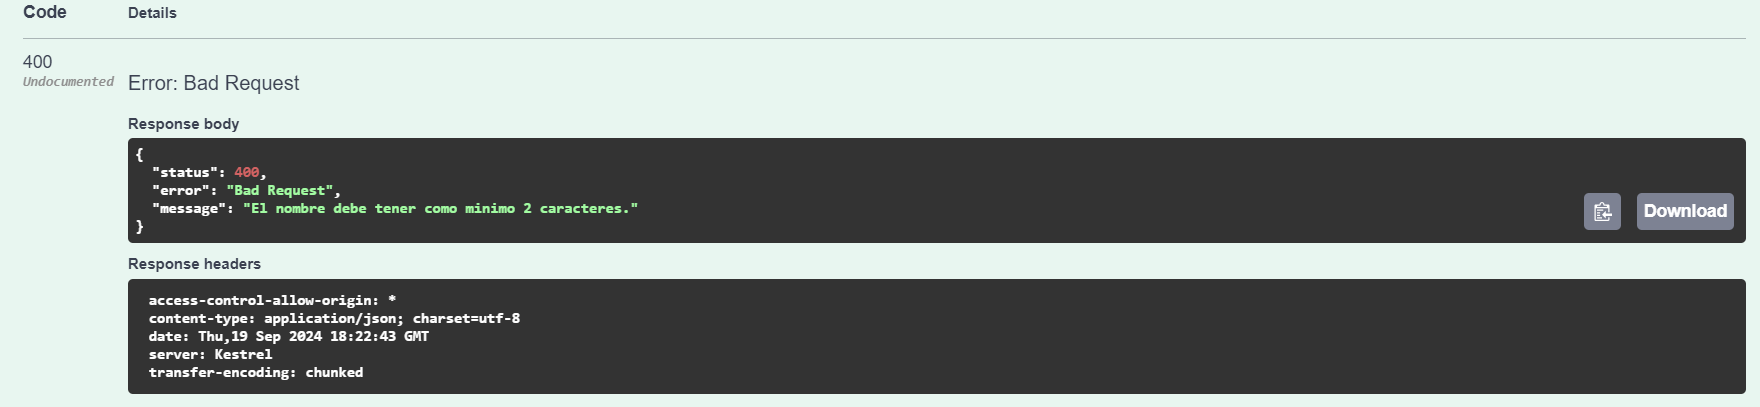 Code Details
400
Undocumented
Error: Bad Request
Response body
{
"status": 400,
"error": "Bad Request",
"message": "El nombre debe tener como minimo 2 caracteres."
}
Download
Response headers
access-control-allow-origin: *
content-type: application/json; charset=utf-8
date: Thu,19 Sep 2024 18:22:43 GMT
server: Kestrel
transfer-encoding: chunked